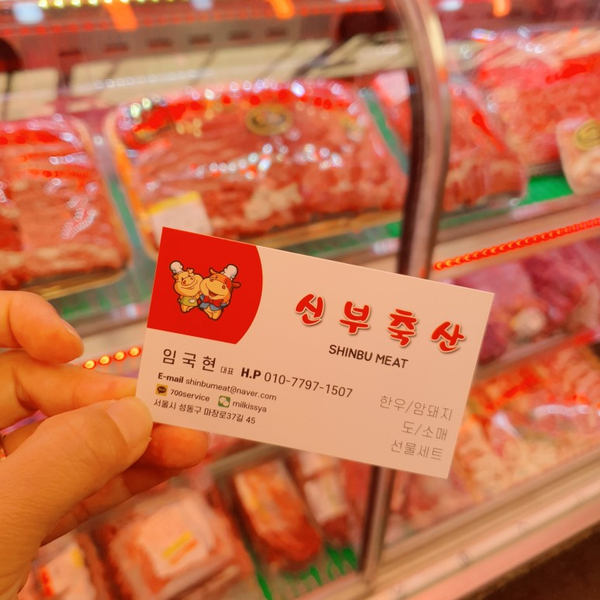 신부축산
SHINBU MEAT
임국현 대표 H.P 010-7797-1507
E-mail shinbumeat@naver.com
700service milkissya
서울시 성동구 마장로37길 45
한우/암돼지
도/소매
선물세트